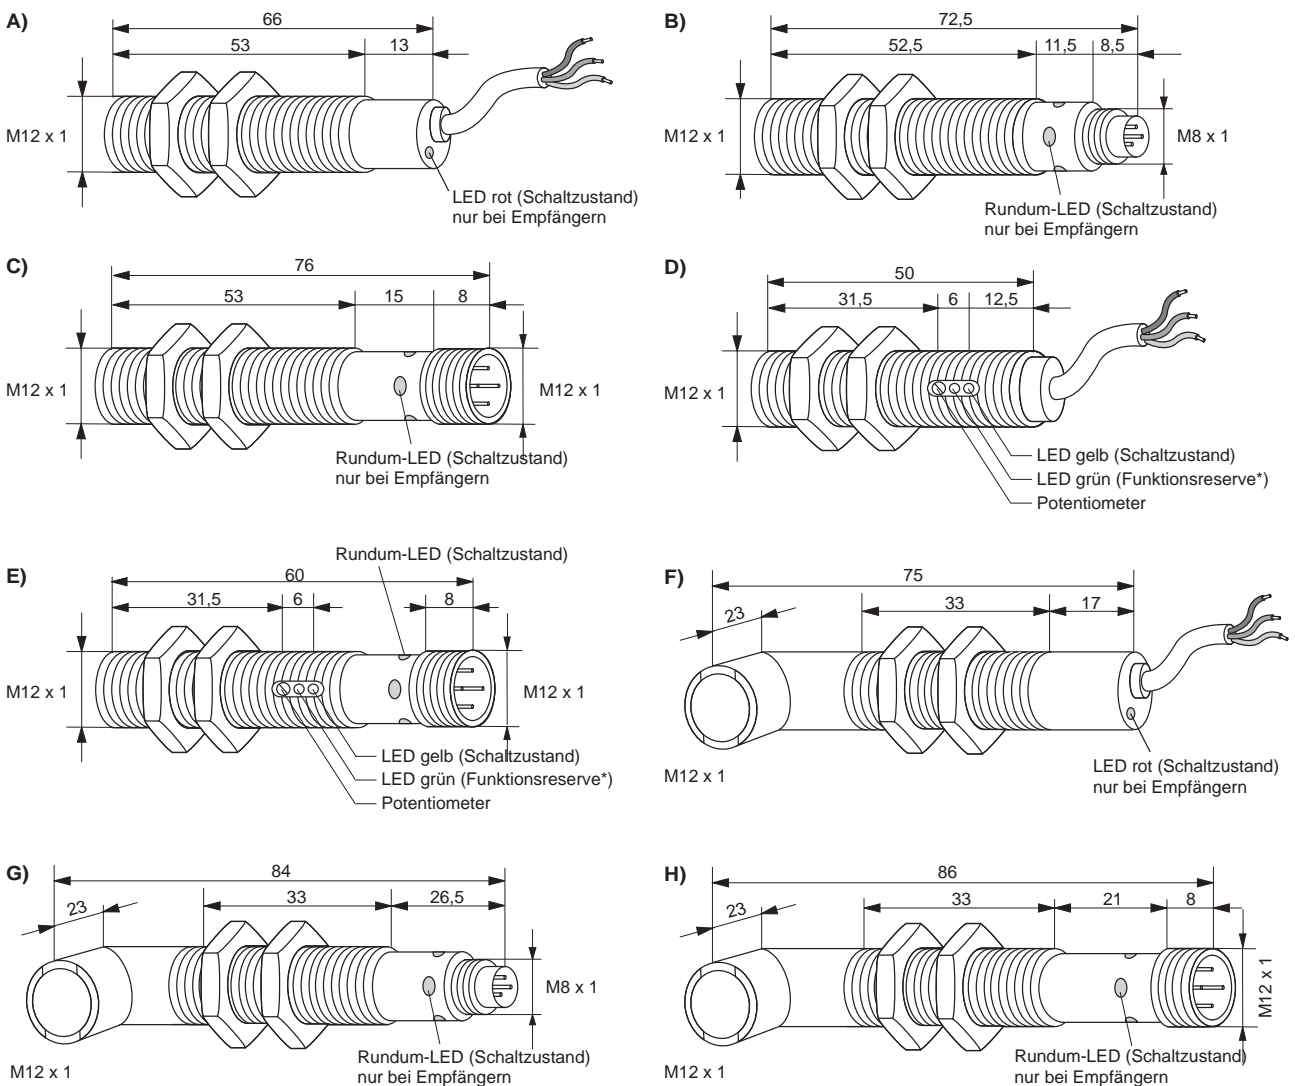 A)
66
53
13
M12 x 1
LED rot (Schaltzustand)
nur bei Empfängern
B)
72,5
52,5
11,5
8,5
M12 x 1
M8 x 1
Rundum-LED (Schaltzustand)
nur bei Empfängern
C)
76
53
15
8
M12 x 1
M12 x 1
Rundum-LED (Schaltzustand)
nur bei Empfängern
D)
50
31,5
6
12,5
M12 x 1
LED gelb (Schaltzustand)
LED grün (Funktionsreserve*)
Potentiometer
E)
Rundum-LED (Schaltzustand)
60
31,5
6
8
M12 x 1
M12 x 1
LED gelb (Schaltzustand)
LED grün (Funktionsreserve*)
Potentiometer
F)
75
23
33
17
M12 x 1
LED rot (Schaltzustand)
nur bei Empfängern
G)
84
23
33
26,5
M8 x 1
M12 x 1
Rundum-LED (Schaltzustand)
nur bei Empfängern
H)
86
23
33
21
8
M12 x 1
M12 x 1
Rundum-LED (Schaltzustand)
nur bei Empfängern